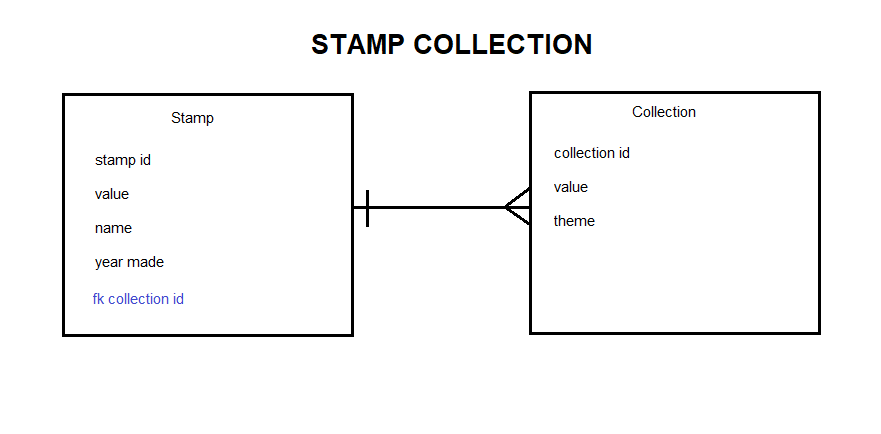 STAMP COLLECTION
Stamp
stamp id
value
name
year made
fk collection id
Collection
collection id
value
theme